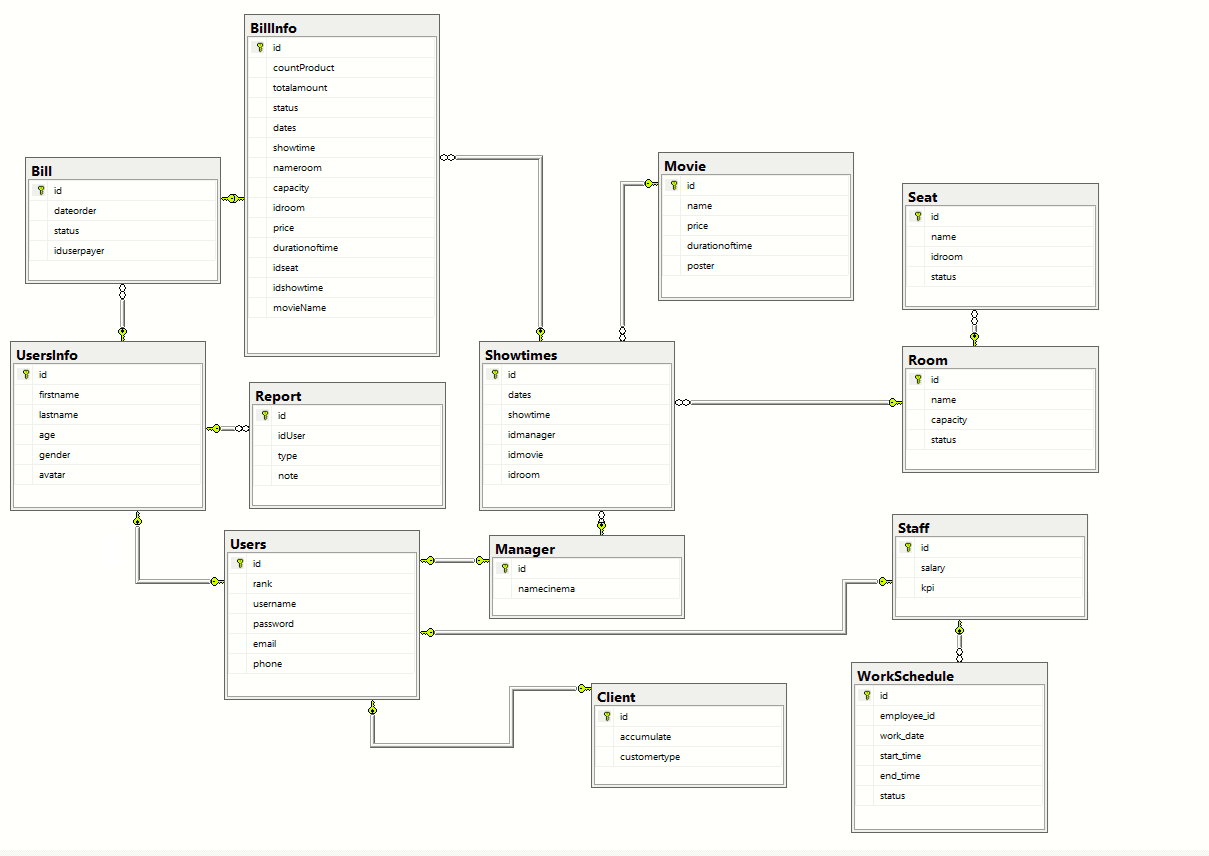 BillInfo
id
countProduct
totalamount
status
dates
showtime
nameroom
capacity
idroom
price
durationoftime
idseat
idshowtime
movieName
Bill
id
dateorder
status
iduserpayer
Movie
id
name
price
durationoftime
poster
Seat
id
name
idroom
status
UsersInfo
id
firstname
lastname
age
gender
avatar
Report
id
idUser
type
note
Showtimes
id
dates
showtime
idmanager
idmovie
idroom
Room
id
name
capacity
status
Users
id
rank
username
password
email
phone
Manager
id
namecinema
Staff
id
salary
kpi
Client
id
accumulate
customertype
WorkSchedule
id
employee_id
work_date
start_time
end_time
status